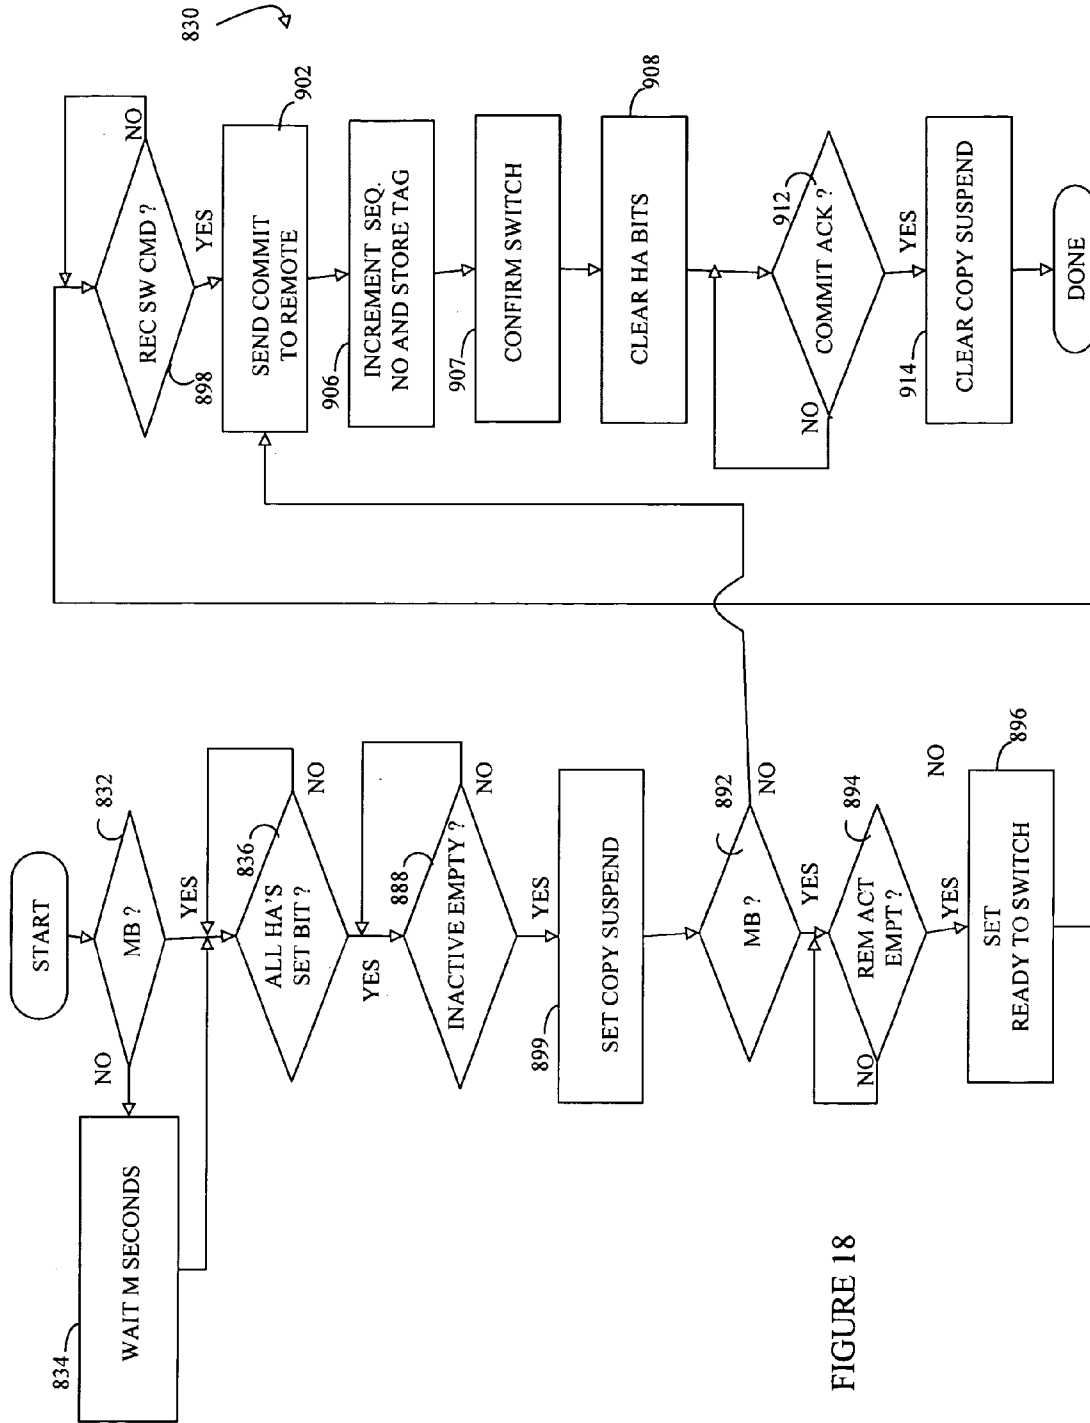 830
START
MB ?
832
NO
YES
WAIT M SECONDS
834
ALL HA'S
SET BIT ?
836
NO
YES
INACTIVE EMPTY ?
888
NO
YES
SET COPY SUSPEND
899
MB ?
892
NO
YES
REM ACT
EMPT ?
894
NO
NO
YES
SET
READY TO SWITCH
896
REC SW CMD ?
898
NO
YES
SEND COMMIT
TO REMOTE
902
INCREMENT SEQ.
NO AND STORE TAG
906
CONFIRM SWITCH
907
CLEAR HA BITS
908
COMMIT ACK ?
912
NO
YES
CLEAR COPY SUSPEND
914
DONE
FIGURE 18